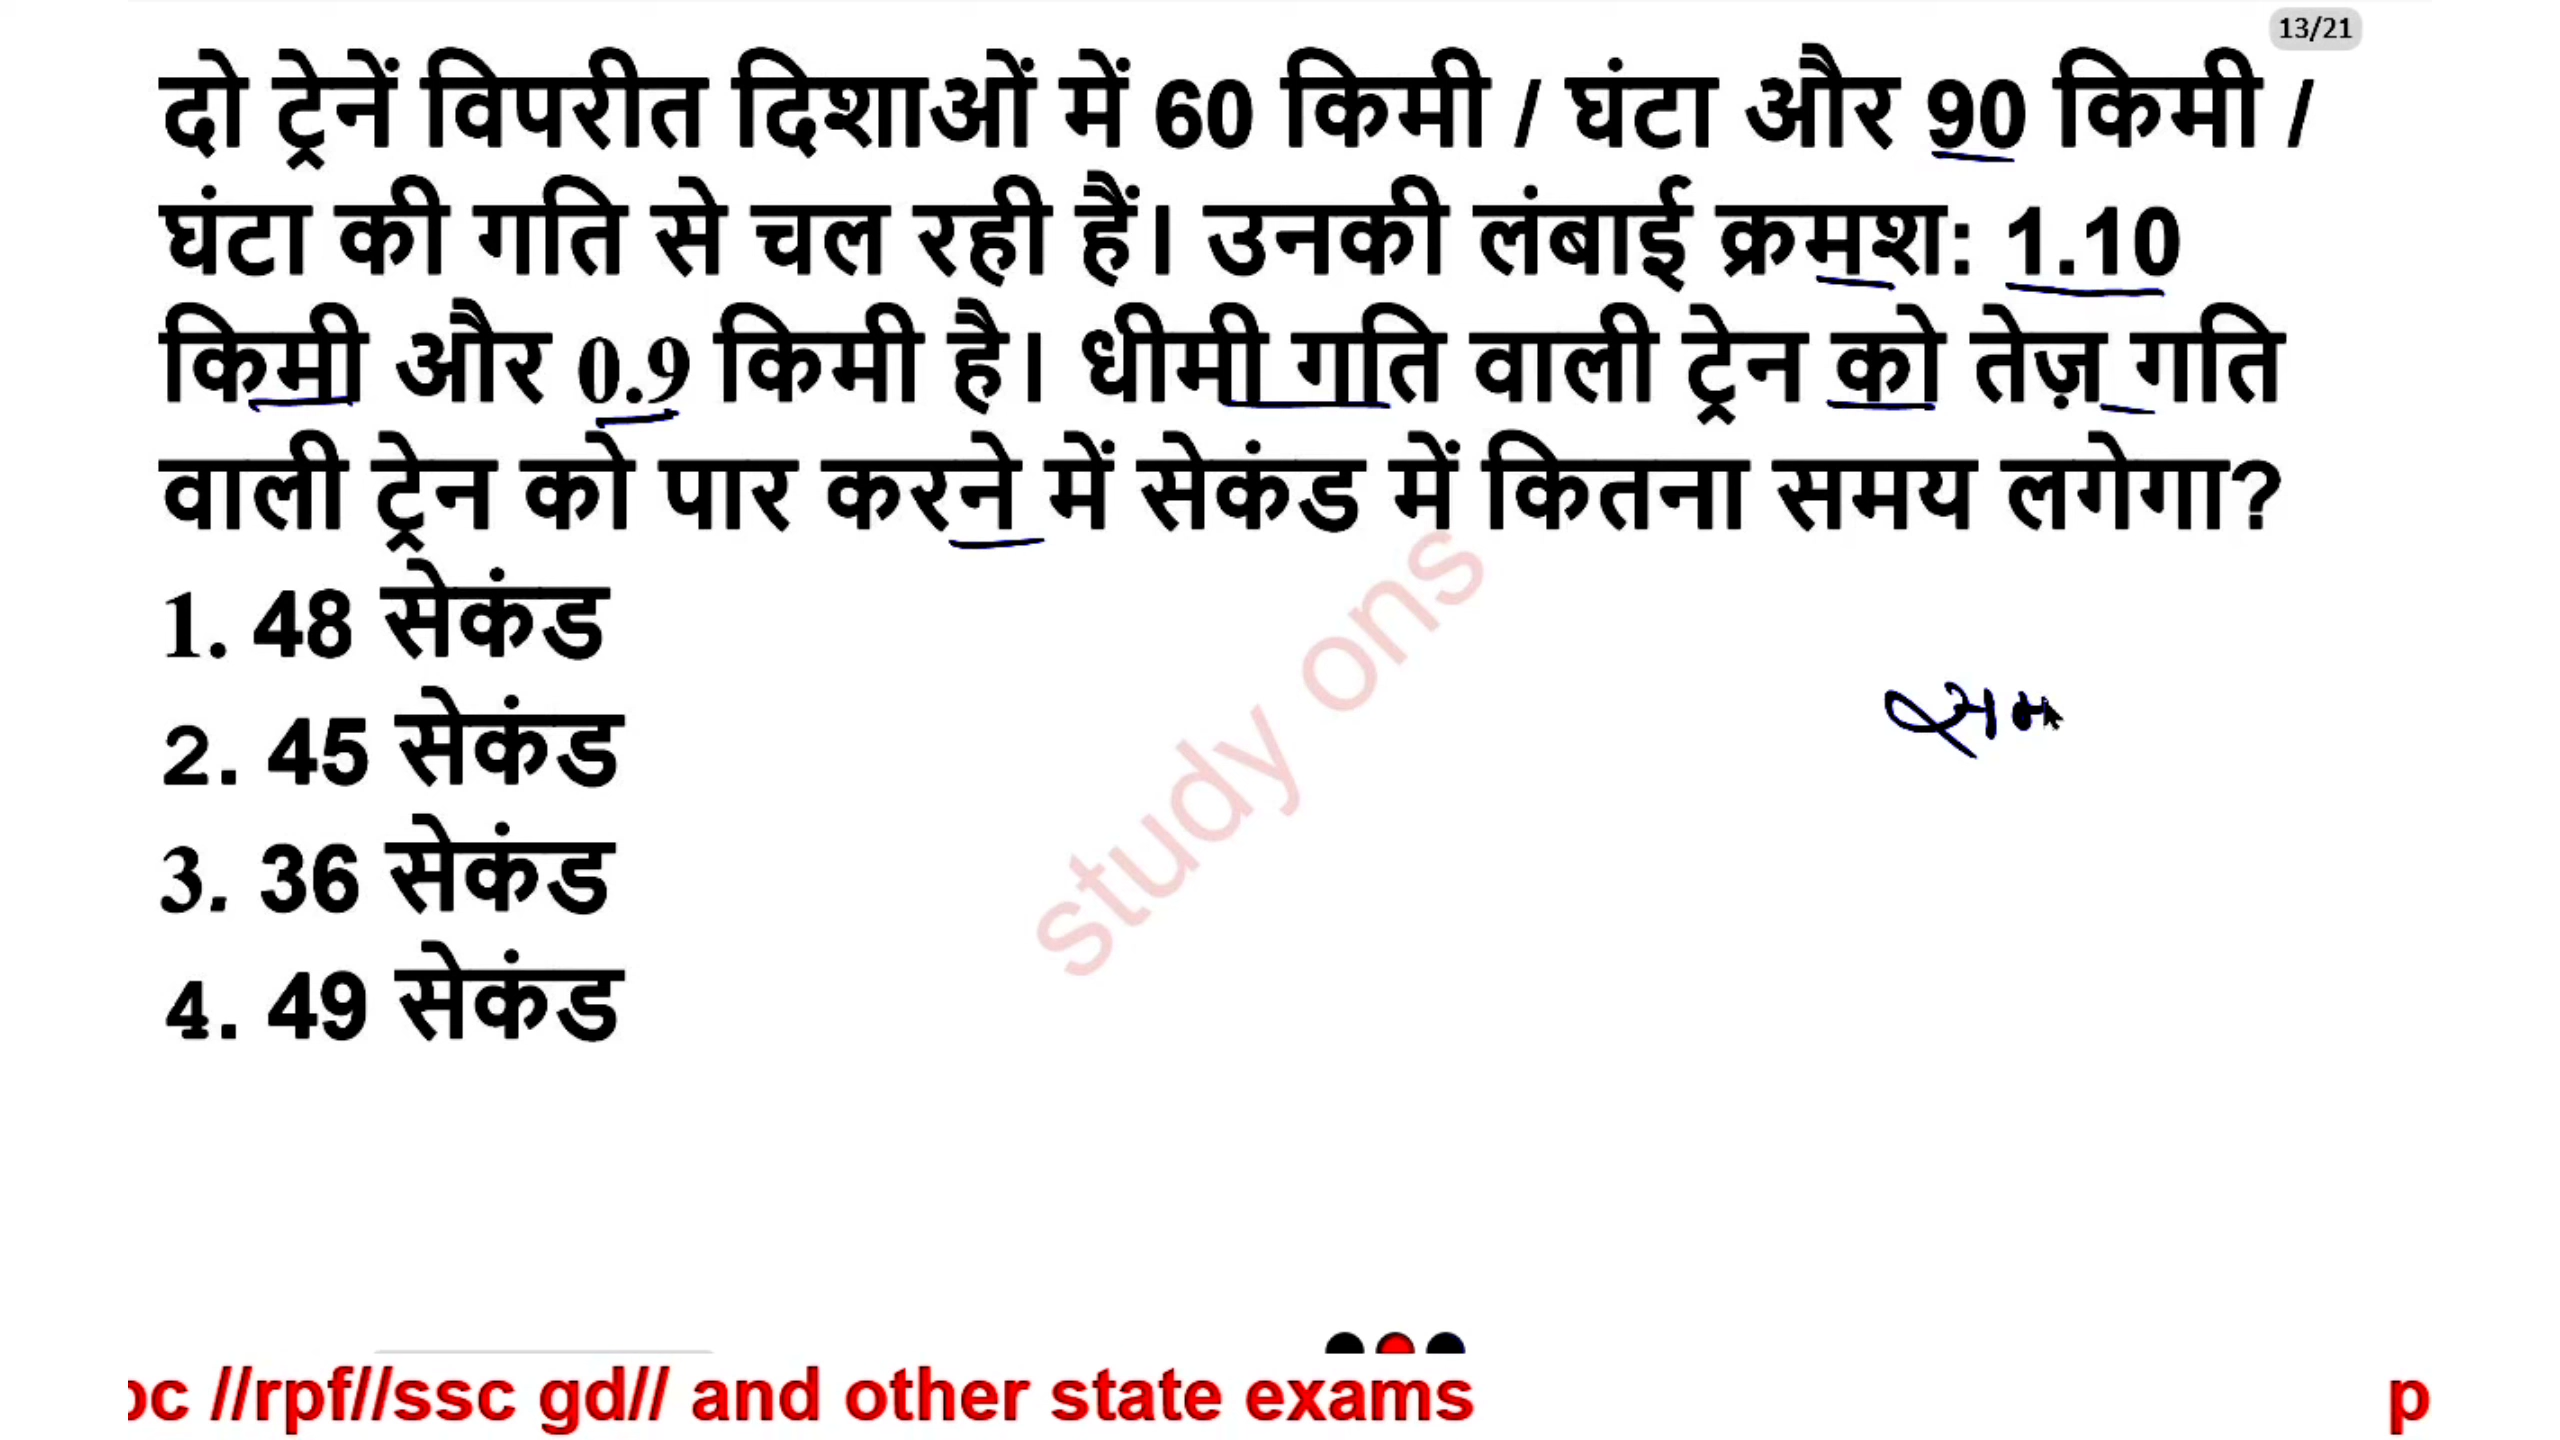 13/21
दो ट्रेनें विपरीत दिशाओं में 60 किमी / घंटा और 90 किमी /
घंटा की गति से चल रही हैं। उनकी लंबाई क्रमश: 1.10
किमी और 0.9 किमी है। धीमी गति वाली ट्रेन को तेज़ गति
वाली ट्रेन को पार करने में सेकंड में कितना समय लगेगा?
1. 48 सेकंड
2. 45 सेकंड
3. 36 सेकंड
4. 49 सेकंड
study ons
//rpf//ssc gd// and other state exams
p